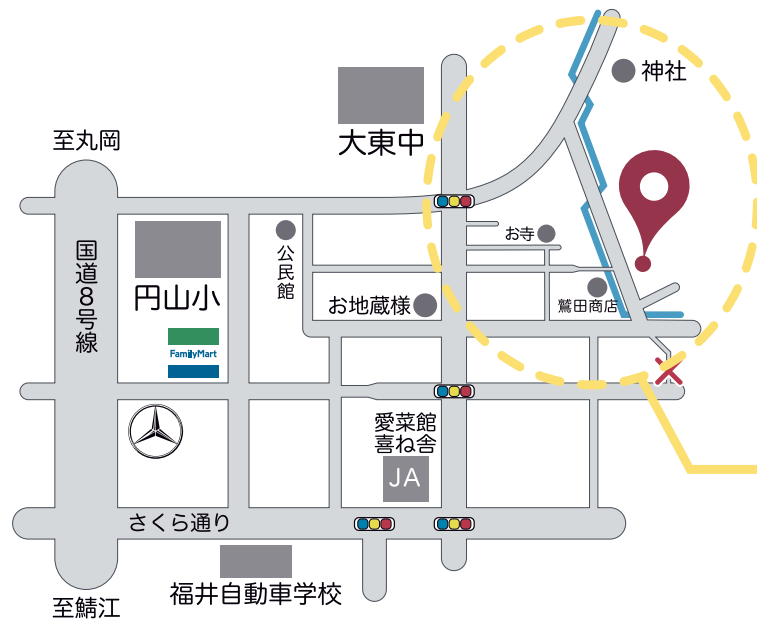 神社
大東中
至丸岡
お寺
公民館
国道8号線
円山小
お地蔵様
鷲田商店
FamilyMart
愛菜館
喜ね舎
JA
さくら通り
福井自動車学校
至鯖江